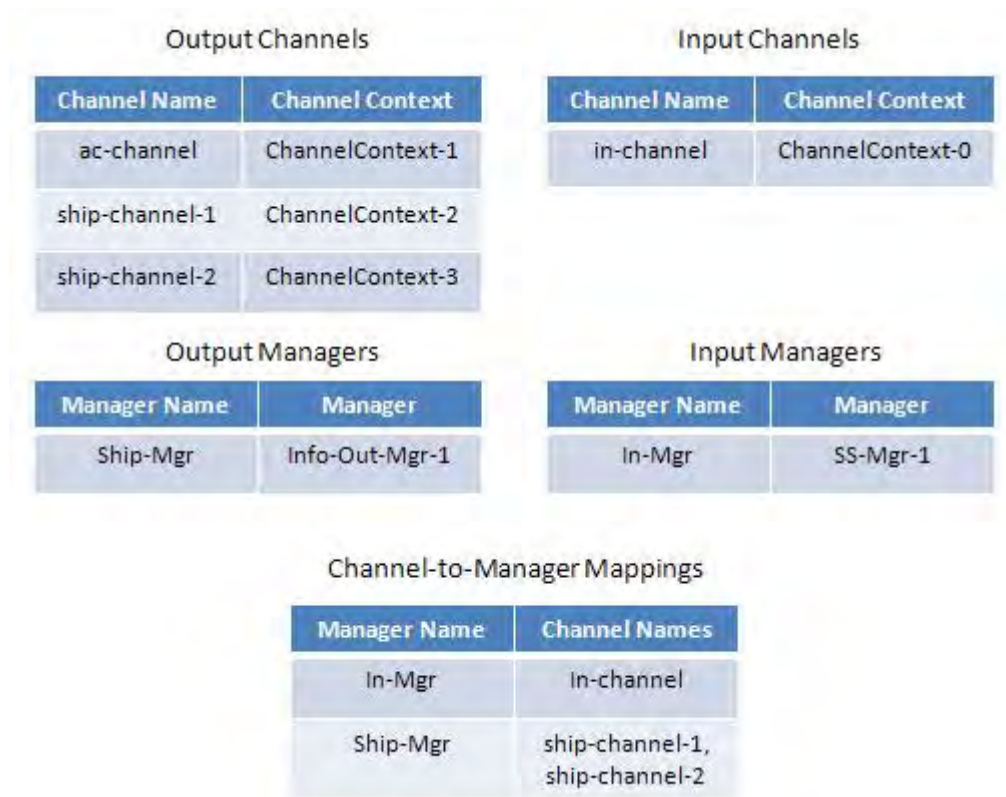 Output Channels
Channel Name Channel Context
ac-channel ChannelContext-1
ship-channel-1 ChannelContext-2
ship-channel-2 ChannelContext-3
Input Channels
Channel Name Channel Context
in-channel ChannelContext-0
Output Managers
Manager Name Manager
Ship-Mgr Info-Out-Mgr-1
Input Managers
Manager Name Manager
In-Mgr SS-Mgr-1
Channel-to-Manager Mappings
Manager Name Channel Names
In-Mgr In-channel
Ship-Mgr ship-channel-1,
ship-channel-2